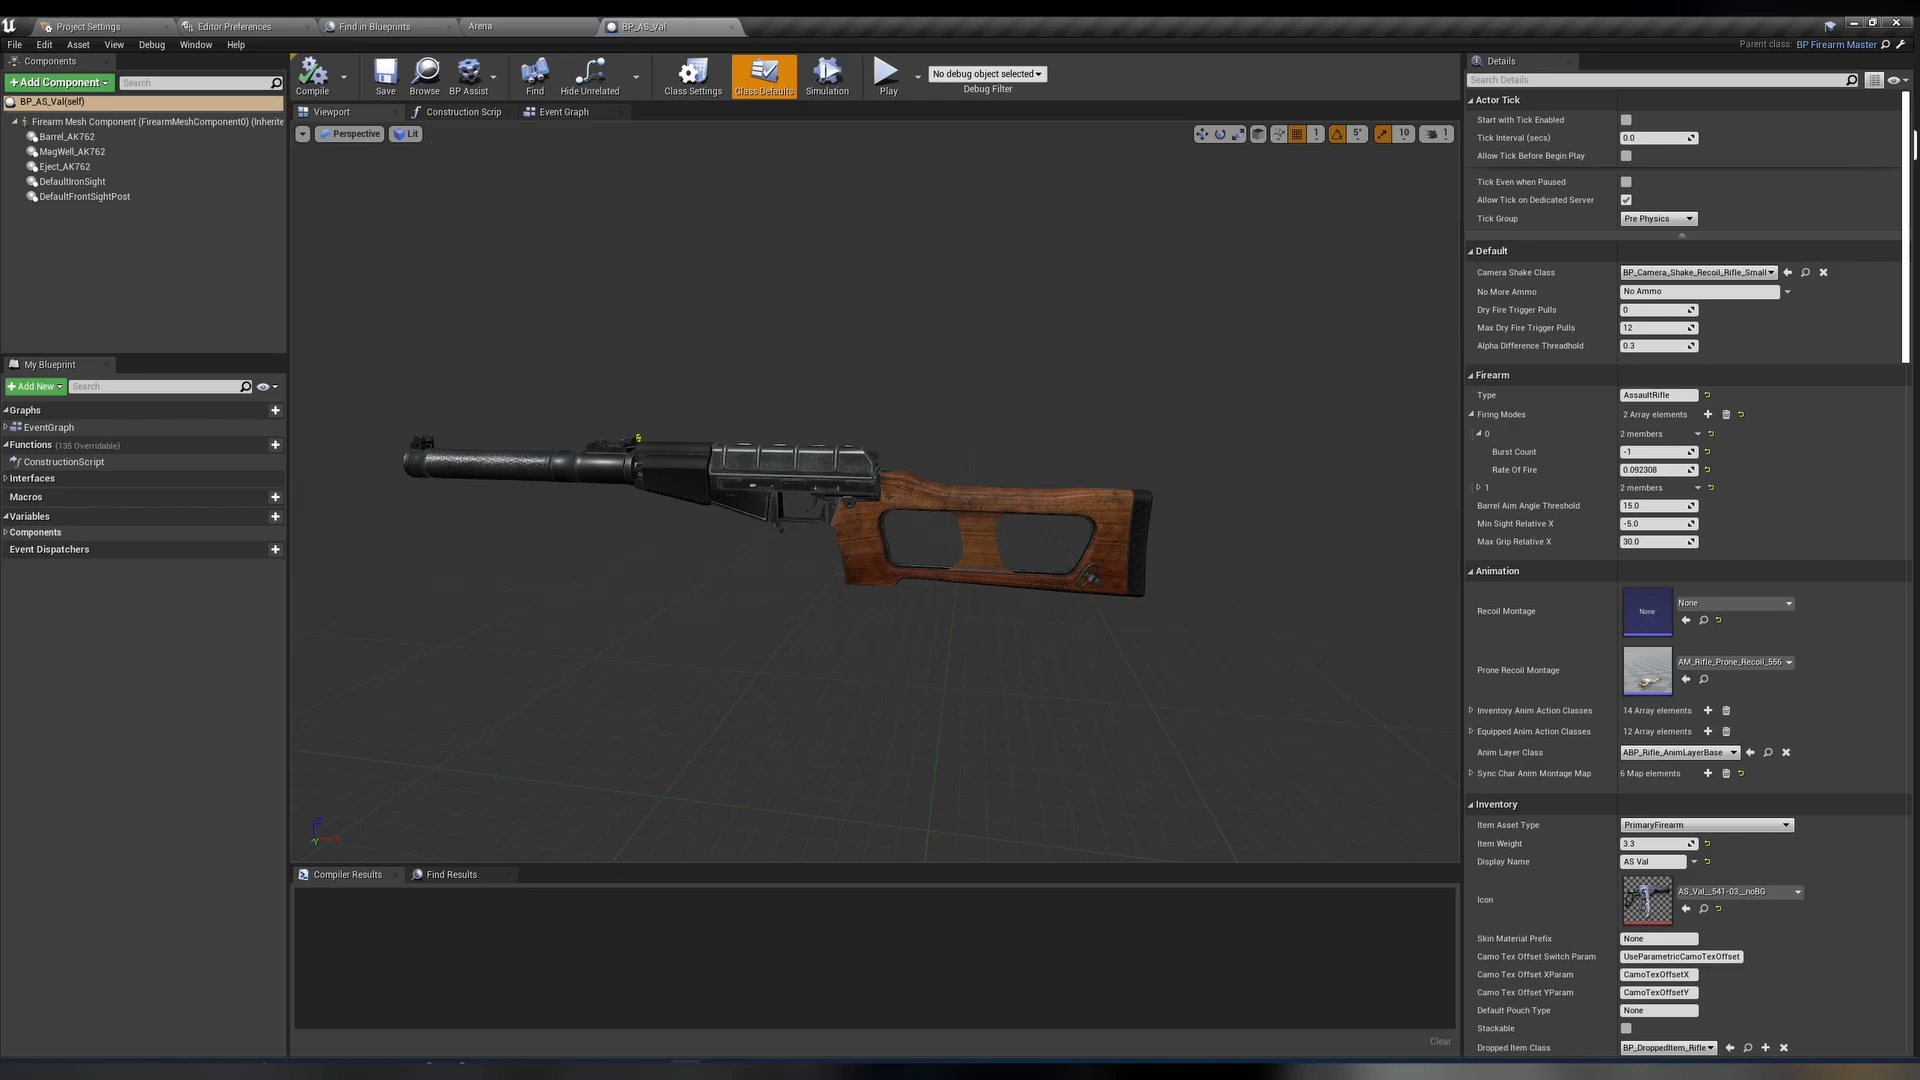 Project Settings
Editor Preferences
Find in Blueprints
Arena
BP_AS_Val
File Edit Asset View Debug Window Help
Parent class: BP Firearm Master
Components
+Add Component
Search
BP_AS_Val(self)
Firearm Mesh Component (FirearmMeshComponent0) (Inherite
Barrel_AK762
MagWell_AK762
Eject_AK762
DefaultIronSight
DefaultFrontSightPost
My Blueprint
+Add New
Search
Graphs
EventGraph
Functions (135 Overridable)
ConstructionScript
Interfaces
Macros
Variables
Components
Event Dispatchers
Compile
Save
Browse
BP Assist
Find
Hide Unrelated
Class Settings
Class Defaults
Simulation
Play
No debug object selected
Debug Filter
Viewport
Construction Scrip
Event Graph
Perspective
Lit
1
5°
10
1
Z
X
Y
Compiler Results
Find Results
Clear
Details
Search Details
Actor Tick
Start with Tick Enabled
Tick Interval (secs) 0.0
Allow Tick Before Begin Play
Tick Even when Paused
Allow Tick on Dedicated Server
Tick Group Pre Physics
Default
Camera Shake Class BP_Camera_Shake_Recoil_Rifle_Small
No More Ammo No Ammo
Dry Fire Trigger Pulls 0
Max Dry Fire Trigger Pulls 12
Alpha Difference Threadhold 0.3
Firearm
Type AssaultRifle
Firing Modes 2 Array elements
0 2 members
Burst Count -1
Rate Of Fire 0.092308
1 2 members
Barrel Aim Angle Threshold 15.0
Min Sight Relative X -5.0
Max Grip Relative X 30.0
Animation
Recoil Montage None None
Prone Recoil Montage AM_Rifle_Prone_Recoil_556
Inventory Anim Action Classes 14 Array elements
Equipped Anim Action Classes 12 Array elements
Anim Layer Class ABP_Rifle_AnimLayerBase
Sync Char Anim Montage Map 6 Map elements
Inventory
Item Asset Type PrimaryFirearm
Item Weight 3.3
Display Name AS Val
Icon AS_Val__541-03__noBG
Skin Material Prefix None
Camo Tex Offset Switch Param UseParametricCamoTexOffset
Camo Tex Offset XParam CamoTexOffsetX
Camo Tex Offset YParam CamoTexOffsetY
Default Pouch Type None
Stackable
Dropped Item Class BP_DroppedItem_Rifle